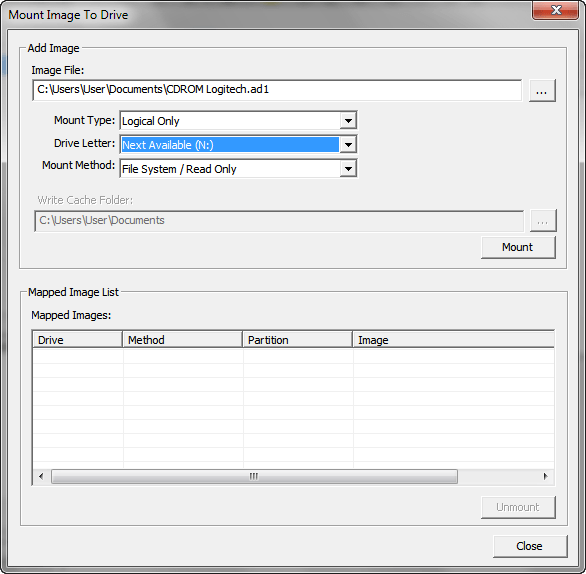 Mount Image To Drive
Add Image
Image File:
C:\Users\User\Documents\CDROM Logitech.ad1
...
Mount Type: Logical Only
Drive Letter: Next Available (N:)
Mount Method: File System / Read Only
Write Cache Folder:
C:\Users\User\Documents
...
Mount
Mapped Image List
Mapped Images:
Drive Method Partition Image
Unmount
Close